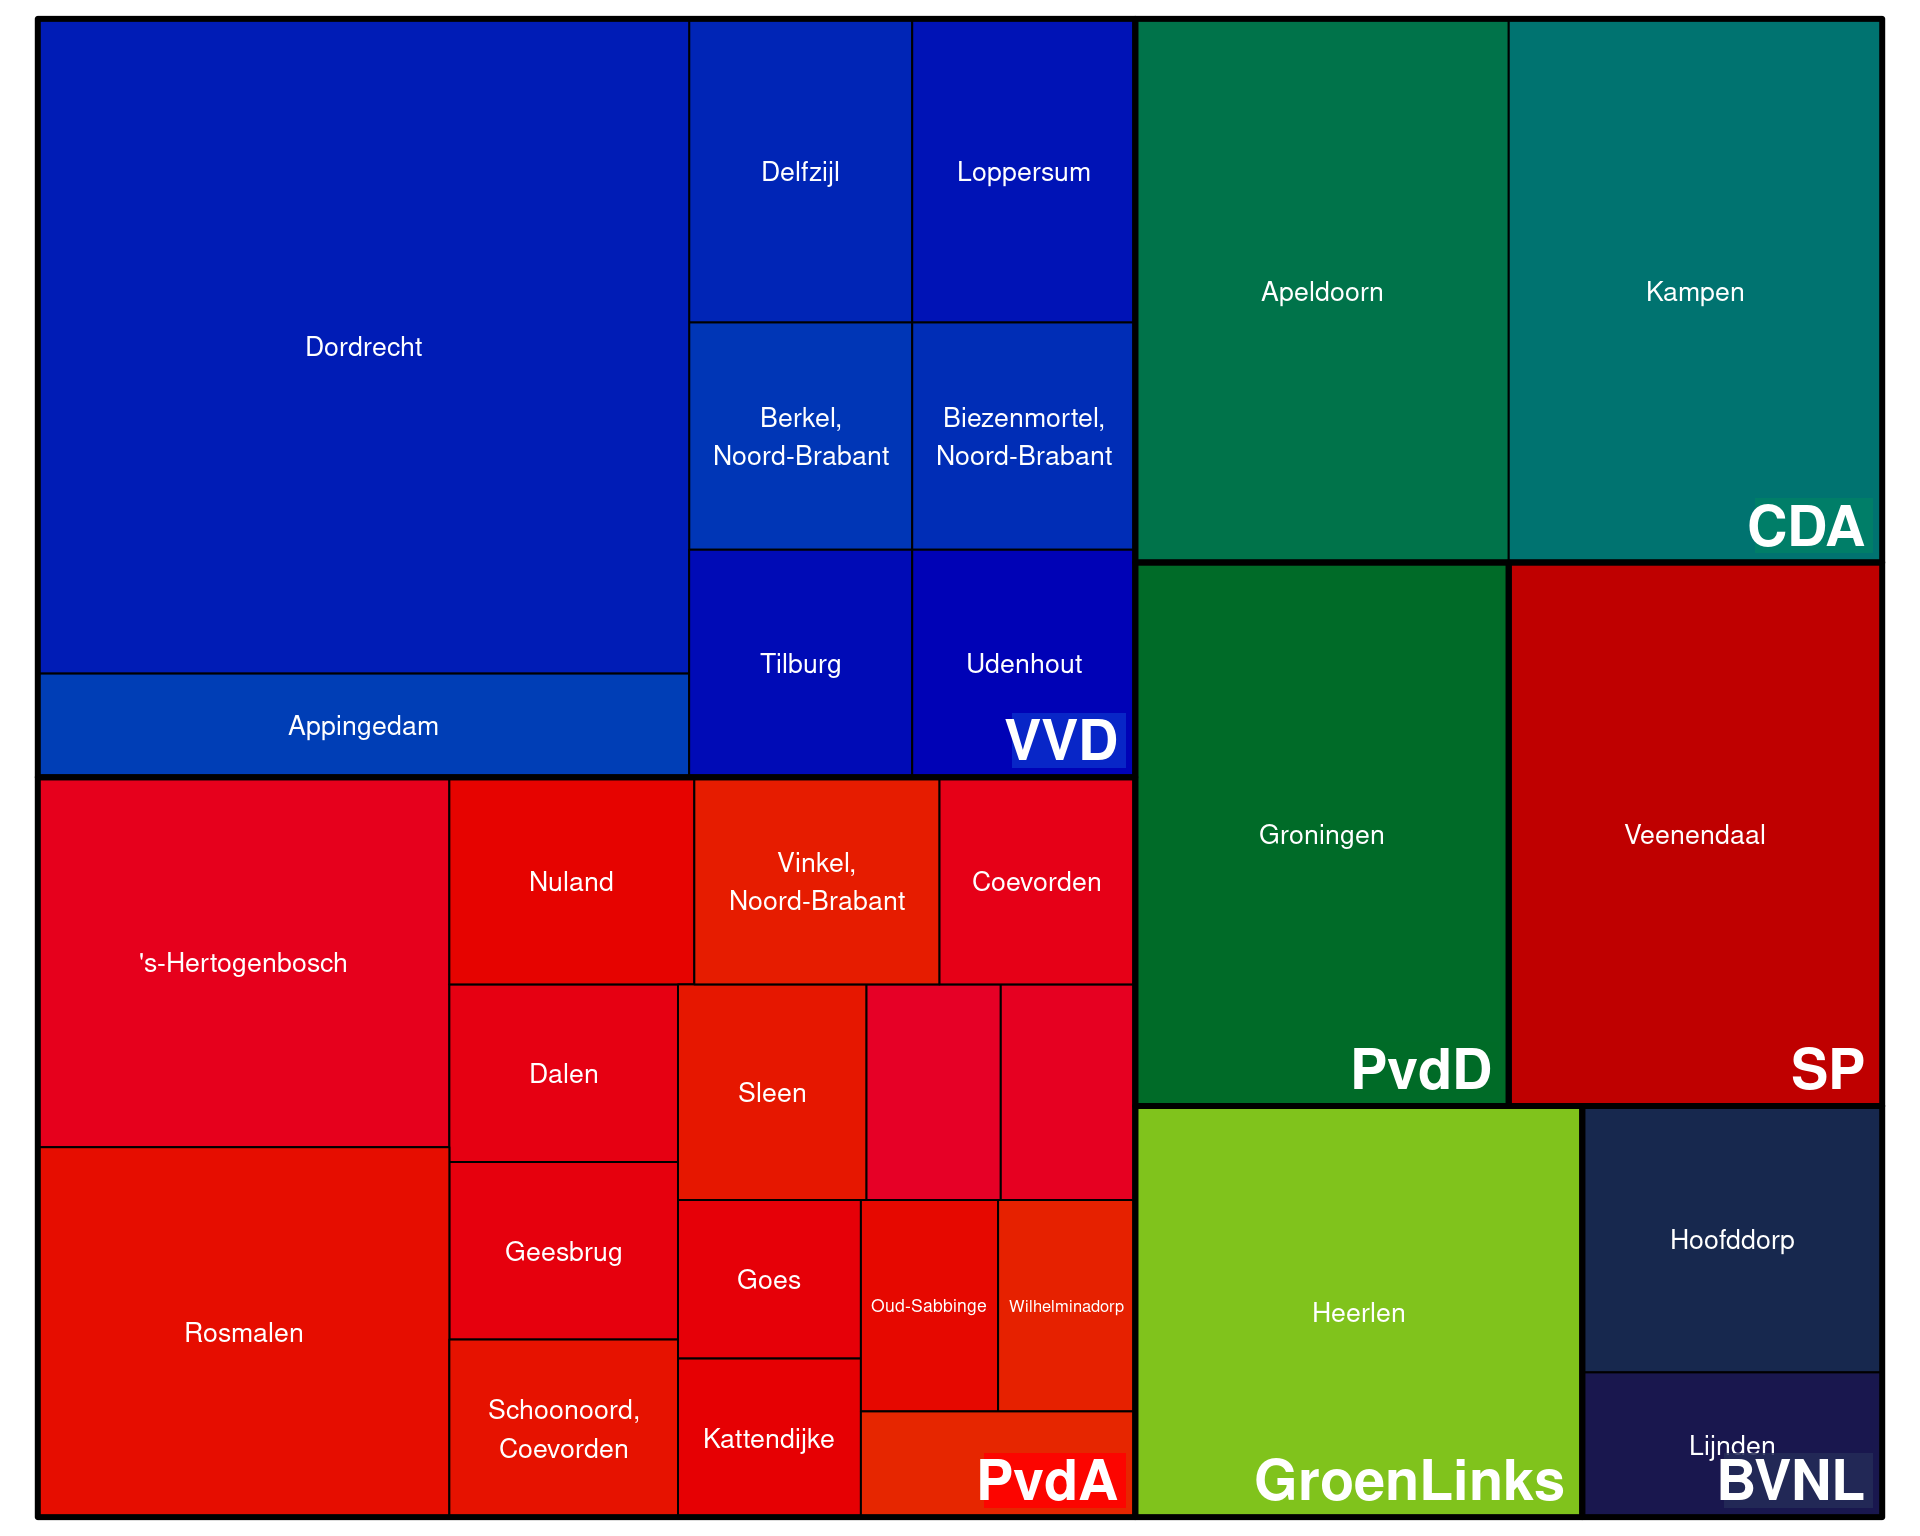 Dordrecht
Appingedam
Delfzijl
Loppersum
Berkel,
Noord-Brabant
Biezenmortel,
Noord-Brabant
Tilburg
Udenhout
VVD
's-Hertogenbosch
Rosmalen
Nuland
Vinkel,
Noord-Brabant
Coevorden
Dalen
Geesbrug
Schoonoord,
Coevorden
Sleen
Goes
Kattendijke
Oud-Sabbinge
Wilhelminadorp
PvdA
Apeldoorn
Kampen
CDA
Groningen
PvdD
Veenendaal
SP
Heerlen
GroenLinks
Hoofddorp
Lijnden
BVNL